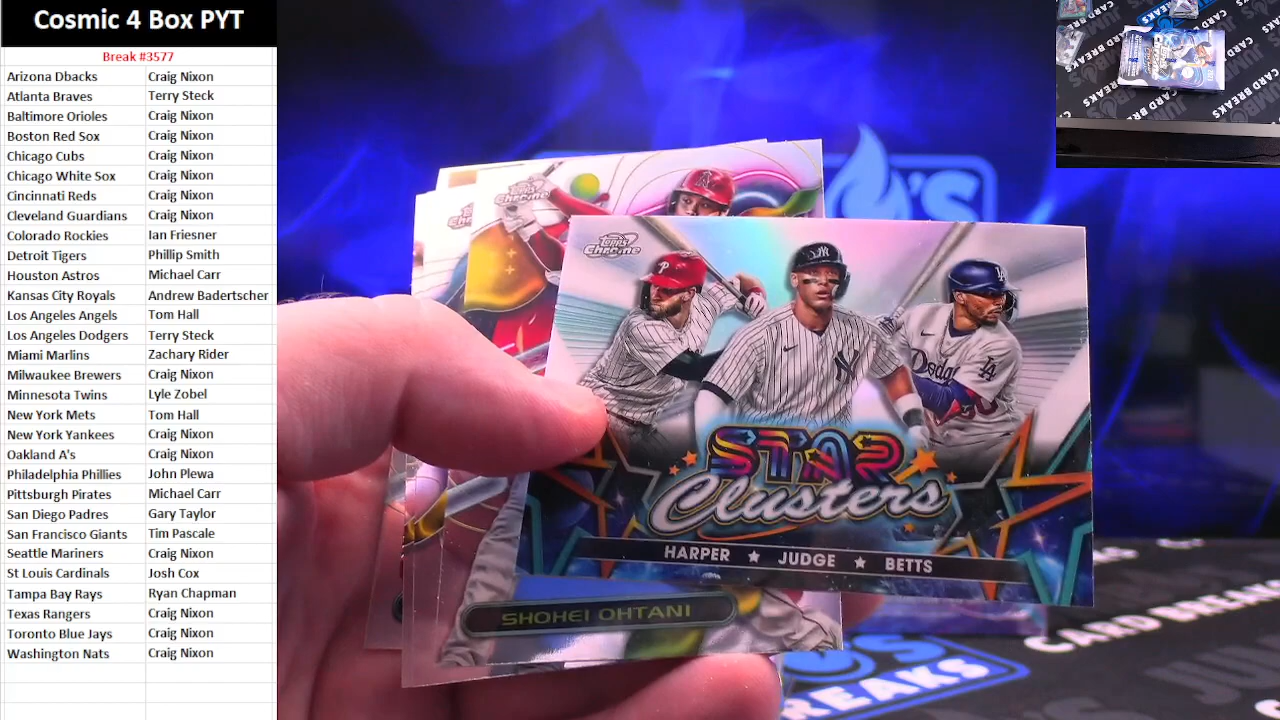 Cosmic 4 Box PYT
Break #3577
Arizona Dbacks Craig Nixon
Atlanta Braves Terry Steck
Baltimore Orioles Craig Nixon
Boston Red Sox Craig Nixon
Chicago Cubs Craig Nixon
Chicago White Sox Craig Nixon
Cincinnati Reds Craig Nixon
Cleveland Guardians Craig Nixon
Colorado Rockies Ian Friesner
Detroit Tigers Phillip Smith
Houston Astros Michael Carr
Kansas City Royals Andrew Badertscher
Los Angeles Angels Tom Hall
Los Angeles Dodgers Terry Steck
Miami Marlins Zachary Rider
Milwaukee Brewers Craig Nixon
Minnesota Twins Lyle Zobel
New York Mets Tom Hall
New York Yankees Craig Nixon
Oakland A's Craig Nixon
Philadelphia Phillies John Plewa
Pittsburgh Pirates Michael Carr
San Diego Padres Gary Taylor
San Francisco Giants Tim Pascale
Seattle Mariners Craig Nixon
St Louis Cardinals Josh Cox
Tampa Bay Rays Ryan Chapman
Texas Rangers Craig Nixon
Toronto Blue Jays Craig Nixon
Washington Nats Craig Nixon
Topps
Chrome
Dodgers
LA
STAR
Clusters
HARPER ★ JUDGE ★ BETTS
SHOHEI OHTANI
CARD BREAKS
BREAKS
CARD BREAKS